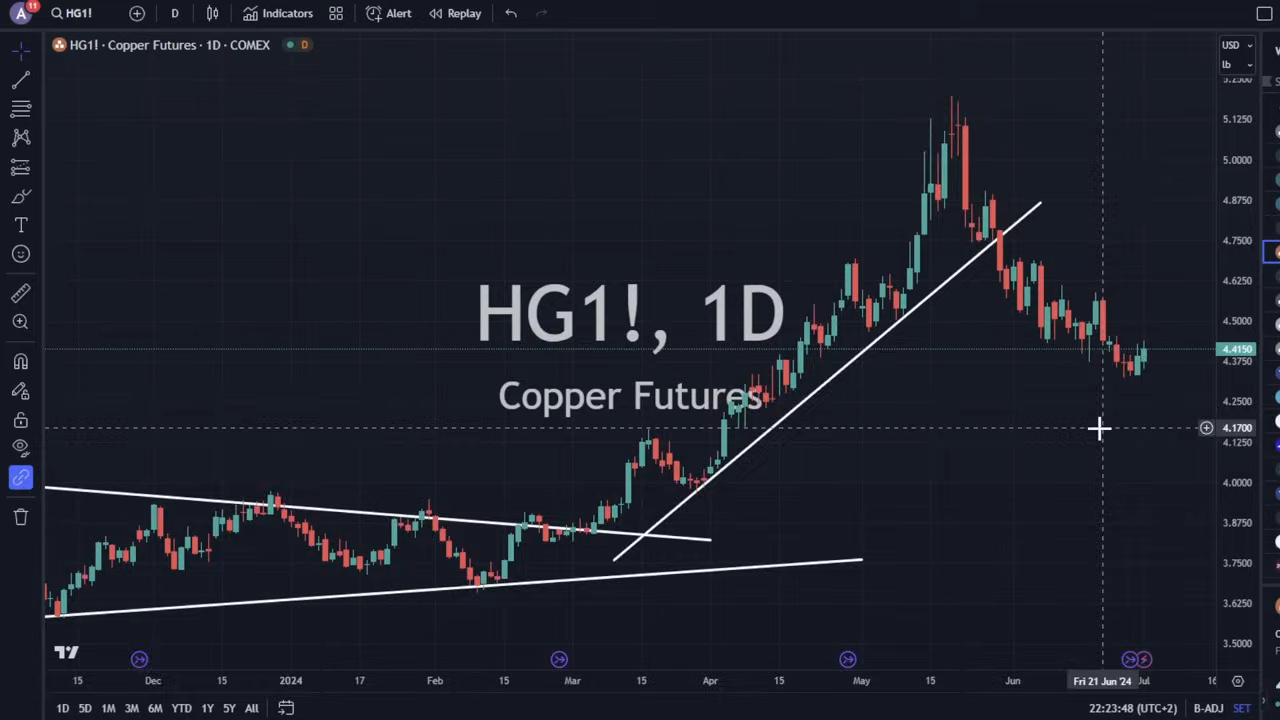 A 11 HG1! D Indicators Alert Replay
HG1! · Copper Futures · 1D · COMEX D
USD
lb
5.2500
5.1250
5.0000
4.8750
4.7500
4.6250
4.5000
4.4150
4.3750
4.2500
4.1700
4.1250
4.0000
3.8750
3.7500
3.6250
3.5000
HG1!, 1D
Copper Futures
15 Dec 15 2024 17 Feb 15 Mar 15 Apr 15 May 15 Jun Fri 21 Jun '24 Jul 16
1D 5D 1M 3M 6M YTD 1Y 5Y All 22:23:48 (UTC+2) B-ADJ SET